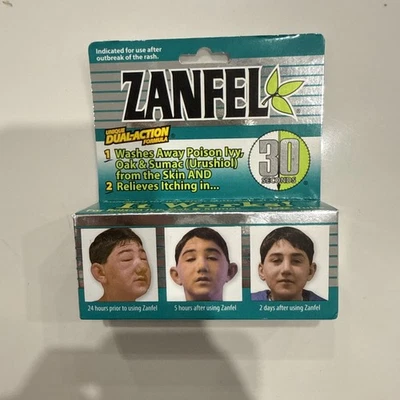 Indicated for use after
outbreak of the rash.
ZANFEL
UNIQUE
DUAL-ACTION
FORMULA
1 Washes Away Poison Ivy,
Oak & Sumac (Urushiol)
from the Skin AND
2 Relieves Itching in...
30
SECONDS
It Works!
24 hours prior to using Zanfel
5 hours after using Zanfel
2 days after using Zanfel